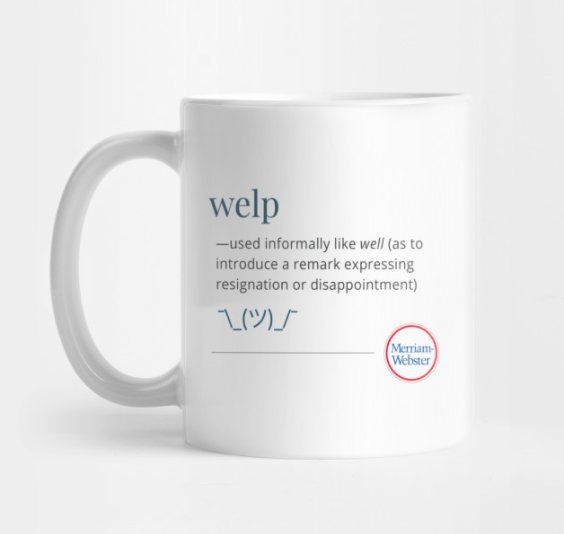 welp
—used informally like well (as to
introduce a remark expressing
resignation or disappointment)
¯\_(ツ)_/¯
Merriam-
Webster